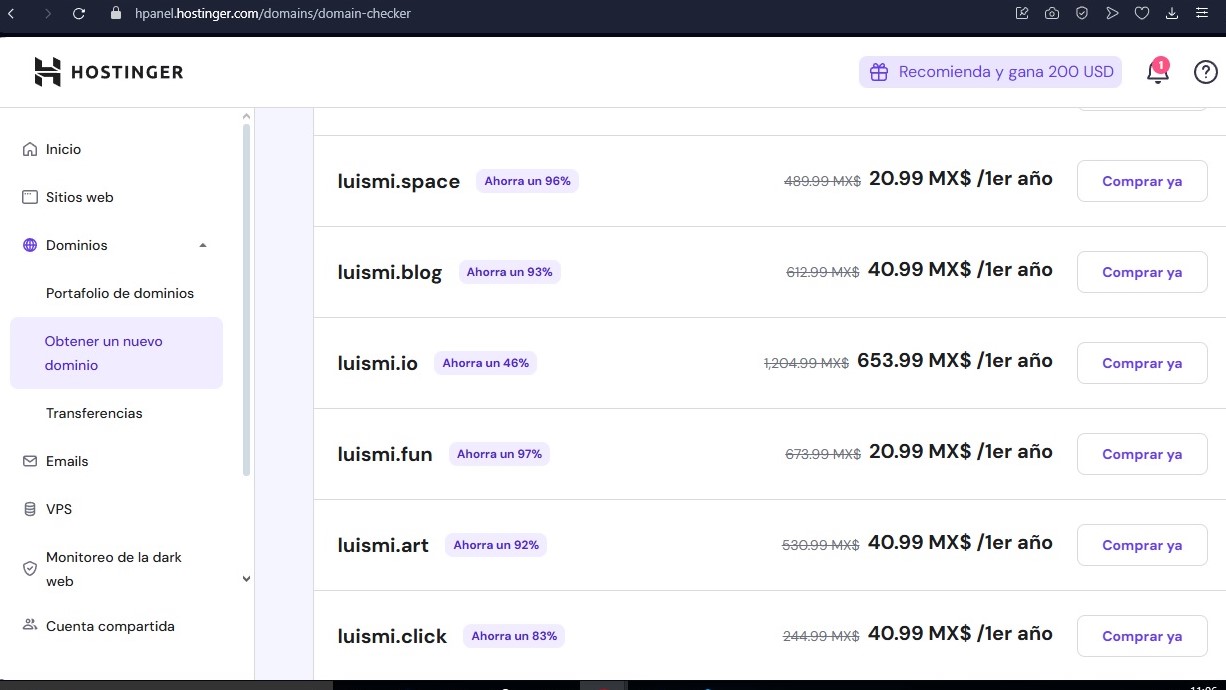 hpanel.hostinger.com/domains/domain-checker
HOSTINGER
Recomienda y gana 200 USD
1
Inicio
Sitios web
Dominios
Portafolio de dominios
Obtener un nuevo
dominio
Transferencias
Emails
VPS
Monitoreo de la dark
web
Cuenta compartida
luismi.space Ahorra un 96% 489.99 MX$ 20.99 MX$ /1er año Comprar ya
luismi.blog Ahorra un 93% 612.99 MX$ 40.99 MX$ /1er año Comprar ya
luismi.io Ahorra un 46% 1,204.99 MX$ 653.99 MX$ /1er año Comprar ya
luismi.fun Ahorra un 97% 673.99 MX$ 20.99 MX$ /1er año Comprar ya
luismi.art Ahorra un 92% 530.99 MX$ 40.99 MX$ /1er año Comprar ya
luismi.click Ahorra un 83% 244.99 MX$ 40.99 MX$ /1er año Comprar ya